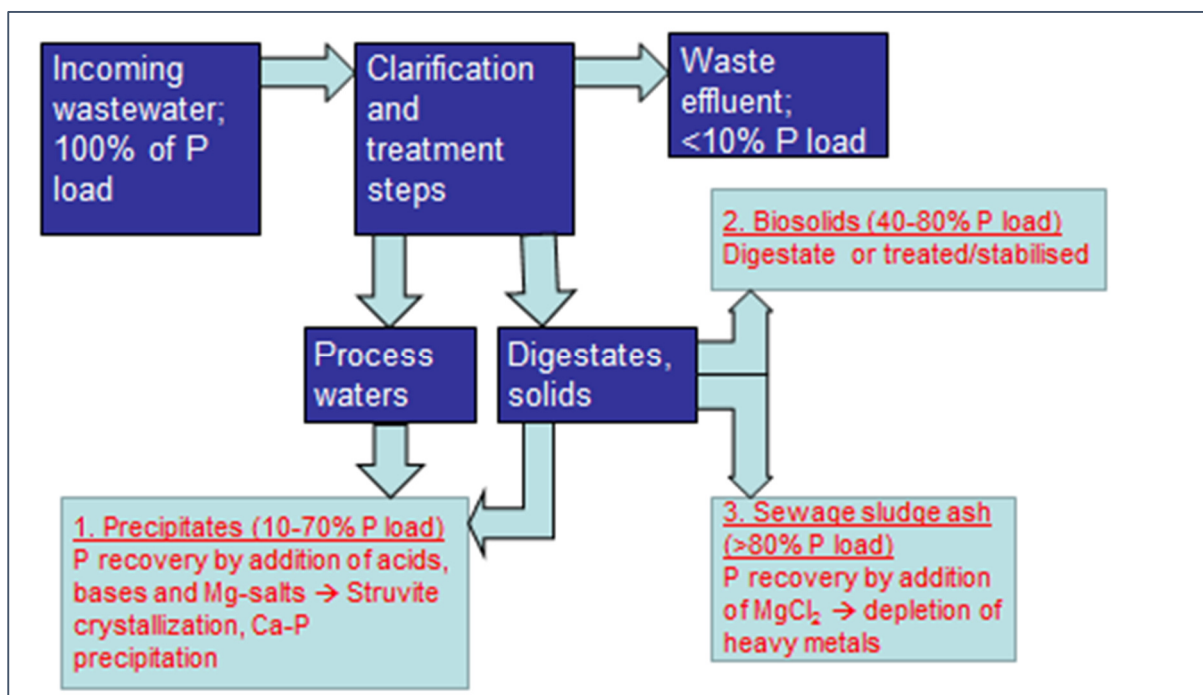 Incoming
wastewater;
100% of P
load
Clarification
and
treatment
steps
Waste
effluent;
<10% P load
2. Biosolids (40-80% P load)
Digestate or treated/stabilised
Process
waters
Digestates,
solids
1. Precipitates (10-70% P load)
P recovery by addition of acids,
bases and Mg-salts → Struvite
crystallization, Ca-P
precipitation
3. Sewage sludge ash
(>80% P load)
P recovery by addition
of MgCl₂ → depletion of
heavy metals